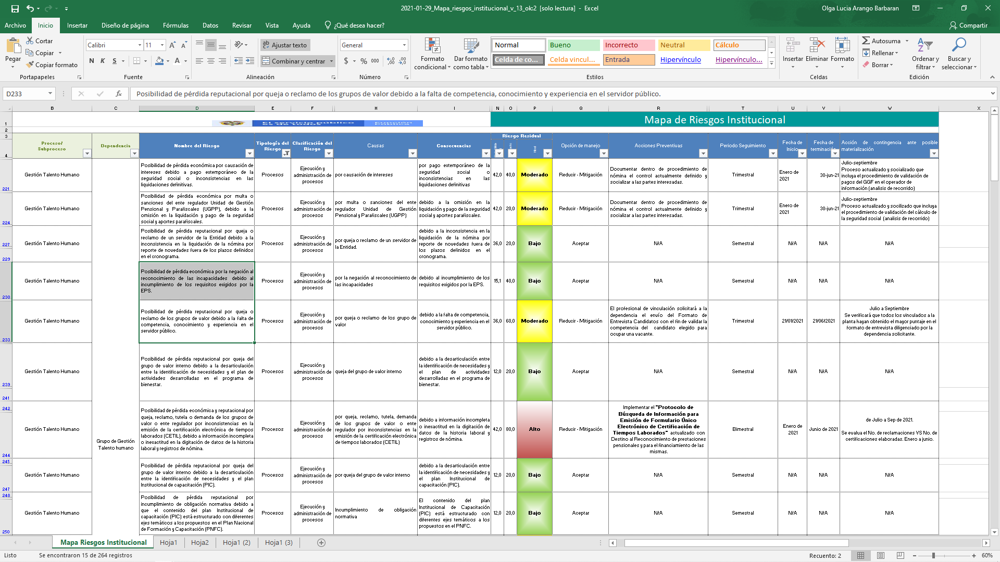 2021-01-29_Mapa_riesgos_institucional_v_13_ok:2 [solo lectura] - Excel
Olga Lucia Arango Barbaran
Archivo Inicio Insertar Diseño de página Fórmulas Datos Revisar Vista Ayuda ¿Qué desea hacer? Compartir
Pegar
Cortar
Copiar
Copiar formato
Portapapeles
Calibri 11
N K S
Fuente
Ajustar texto
Combinar y centrar
Alineación
General
$ % 000
Número
Formato condicional
Dar formato como tabla
Normal Bueno Incorrecto Neutral Cálculo
Celda de co... Celda vincul... Entrada Hipervínculo Hipervínculo...
Estilos
Insertar Eliminar Formato
Celdas
Autosuma
Rellenar
Borrar
Ordenar y filtrar
Buscar y seleccionar
Edición
D233
fx
Posibilidad de pérdida reputacional por queja o reclamo de los grupos de valor debido a la falta de competencia, conocimiento y experiencia en el servidor público.
B C D E F H I N O P Q R T U V W X
1
El servicio público es de todos
Función Pública
Mapa de Riesgos Institucional
2
3
Riesgo Residual
4
Proceso/ Subproceso
Dependencia
Nombre del Riesgo
Tipología del Riesgo
Clasificación del Riesgo
Causas
Consecuencias
Nivel
Opción de manejo
Acciones Preventivas
Periodo Seguimiento
Fecha de Inicio
Fecha de terminació
Acción de contingencia ante posible materialización
Grupo de Gestión Talento humano
221
Gestión Talento Humano
Posibilidad de pérdida económica por causación de intereses debido a pago extemporáneo de la seguridad social o inconsistencias en las liquidaciones definitivas.
Procesos
Ejecución y administración de procesos
por causación de intereses
por pago extemporáneo de la seguridad social o inconsistencias en las liquidaciones definitivas
42,0 40,0 Moderado
Reducir - Mitigación
Documentar dentro de procedimiento de nómina el control actualmente definido y socializar a las partes interesadas.
Trimestral
Enero de 2021
30-jun-21
Julio-septiembre
Proceso actualizado y socializado que incluya el procedimiento de validación de pagos del GGF en el operador de información (analisis de recorrido)
224
Gestión Talento Humano
Posibilidad de pérdida económica por multa o sanciones del ente regulador Unidad de Gestión Pensional y Parafiscales (UGPP), debido a la omisión en la liquidación y pago de la seguridad social y aportes parafiscales.
Procesos
Ejecución y administración de procesos
por multa o sanciones del ente regulador Unidad de Gestión Pensional y Parafiscales (UGPP)
debido a la omisión en la liquidación y pago de la seguridad social y aportes parafiscales.
42,0 20,0 Moderado
Reducir - Mitigación
Documentar dentro de procedimiento de nómina el control actualmente definido y socializar a las partes interesadas.
Trimestral
Enero de 2021
30-jun-21
Julio-septiembre
Proceso actualizado y socilizado que incluya el procedimiento de validación del cálculo de la seguridad social (analisis de recorrido)
227
229
Gestión Talento Humano
Posibilidad de pérdida reputacional por queja o reclamo de un servidor de la Entidad debido a la inconsistencia en la liquidación de la nómina por reporte de novedades fuera de los plazos definidos en el cronograma.
Procesos
Ejecución y administración de procesos
por queja o reclamo de un servidor de la Entidad.
debido a la inconsistencia en la liquidación de la nómina por reporte de novedades fuera de los plazos definidos en el cronograma.
36,0 20,0 Bajo
Aceptar
N/A
Semestral
N/A N/A N/A
230
Gestión Talento Humano
Posibilidad de pérdida económica por la negación al reconocimiento de las incapacidades debido al incumplimiento de los requisitos exigidos por la EPS.
Procesos
Ejecución y administración de procesos
por la negación al reconocimiento de las incapacidades
debido al incumplimiento de los requisitos exigidos por la EPS.
15,1 40,0 Bajo
Aceptar
N/A
Semestral
N/A N/A N/A
233
Gestión Talento Humano
Posibilidad de pérdida reputacional por queja o reclamo de los grupos de valor debido a la falta de competencia, conocimiento y experiencia en el servidor público.
Procesos
Ejecución y administración de procesos
por queja o reclamo de los grupo de valor
debido a la falta de competencia, conocimiento y experiencia en el servidor público.
36,0 60,0 Moderado
Reducir - Mitigación
El profesional de vinculación solicitará a la dependencia el envío del Formato de Entrevista Candidatos con el fin de validar la competencia del candidato elegido para ocupar una vacante.
Trimestral
21/01/2021
21/06/2021
Julio a Septiembre
Se verificará que todos los vinculados a la planta hayan obtenido el mayor puntaje en el formato de entrevista diligenciado por la dependencia solicitante.
239
241
Gestión Talento Humano
Posibilidad de pérdida reputacional por queja del grupo de valor interno debido a la desarticulación entre la identificación de necesidades y el plan de actividades desarrolladas en el programa de bienestar.
Procesos
Ejecución y administración de procesos
queja del grupo de valor interno
debido a la desarticulación entre la identificación de necesidades y el plan de actividades desarrolladas en el programa de bienestar.
12,0 20,0 Bajo
Aceptar
N/A
Semestral
N/A N/A N/A
242
244
Gestión Talento Humano
Posibilidad de pérdida económica y reputacional por queja, reclamo, tutela o demanda de los grupos de valor o ente regulador por inconsistencias en la emisión de la certificación electrónica de tiempos laborados (CETIL), debido a información incompleta o inexactitud en la digitación de datos de la historia laboral y registros de nómina.
Procesos
Ejecución y administración de procesos
por queja, reclamo, tutela, demanda de los grupos de valor o ente regulador por inconsistencias en la emisión de la certificación electrónica de tiempos laborados (CETIL)
debido a información incompleta o inexactitud en la digitación de datos de la historia laboral y registros de nómina.
42,0 80,0 Alto
Reducir - Mitigación
Implementar el "Protocolo de Búsqueda de Información para Emisión de Formulario Único Electrónico de Certificación de Tiempos Laborados" actualizado con Destino al Reconocimiento de prestaciones pensionales y para el financiamiento de las mismas.
Bimestral
Enero de 2021
Junio de 2021
de Julio a Sep de 2021.
Se evalua el No. de reclamaciones VS No. de certificaciones elaboradas. Enero a junio.
245
247
Gestión Talento Humano
Posibilidad de pérdida reputacional por queja del grupo de valor interno debido a la desarticulación entre la identificación de necesidades y el plan Institucional de capacitación (PIC).
Procesos
Ejecución y administración de procesos
por queja del grupo de valor interno
debido a la desarticulación entre la identificación de necesidades y el plan Institucional de capacitación (PIC).
12,0 20,0 Bajo
Aceptar
N/A
Semestral
N/A N/A N/A
248
250
Gestión Talento Humano
Posibilidad de pérdida reputacional por incumplimiento de obligación normativa debido a que el contenido del plan Institucional de capacitación (PIC) está estructurado con diferentes ejes temáticos a los propuestos en el Plan Nacional de Formación y Capacitación (PNFC).
Procesos
Ejecución y administración de procesos
Incumplimiento de obligación normativa
El contenido del plan Institucional de Capacitación (PIC) está estructurado con diferentes ejes temáticos a los propuestos en el PNFC.
12,0 20,0 Bajo
Aceptar
N/A
Semestral
N/A N/A N/A
Mapa Riesgos Institucional Hoja1 Hoja2 Hoja1 (2) Hoja1 (3)
Listo
Se encontraron 15 de 264 registros
Recuento: 2
60%